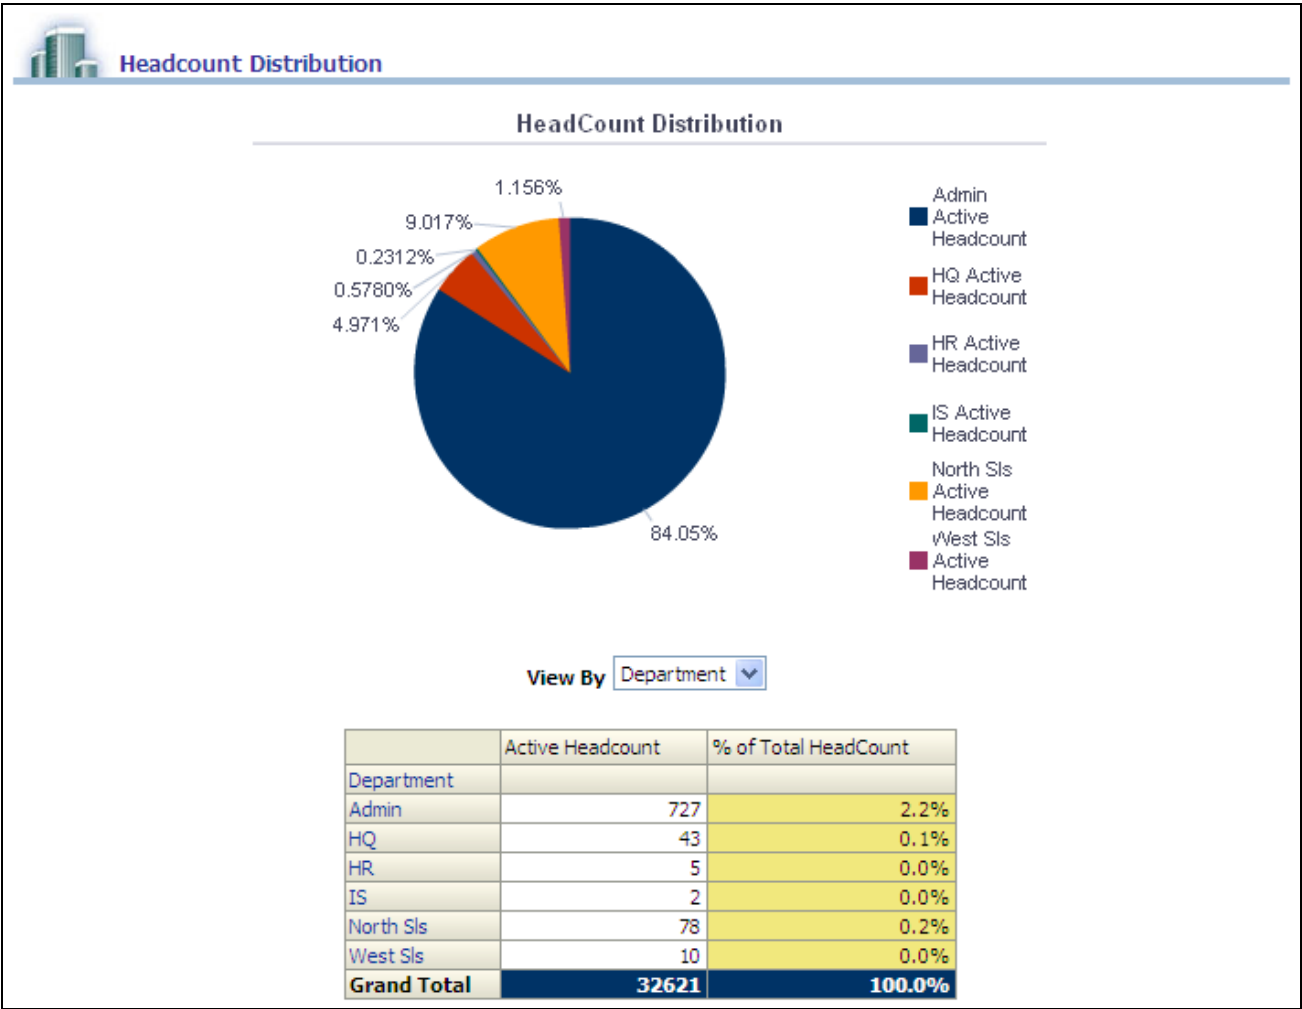 Headcount Distribution
HeadCount Distribution
1.156%
9.017%
0.2312%
0.5780%
4.971%
84.05%
Admin
Active
Headcount
HQ Active
Headcount
HR Active
Headcount
IS Active
Headcount
North Sls
Active
Headcount
West Sls
Active
Headcount
View By Department
Active Headcount % of Total HeadCount
Department
Admin 727 2.2%
HQ 43 0.1%
HR 5 0.0%
IS 2 0.0%
North Sls 78 0.2%
West Sls 10 0.0%
Grand Total 32621 100.0%